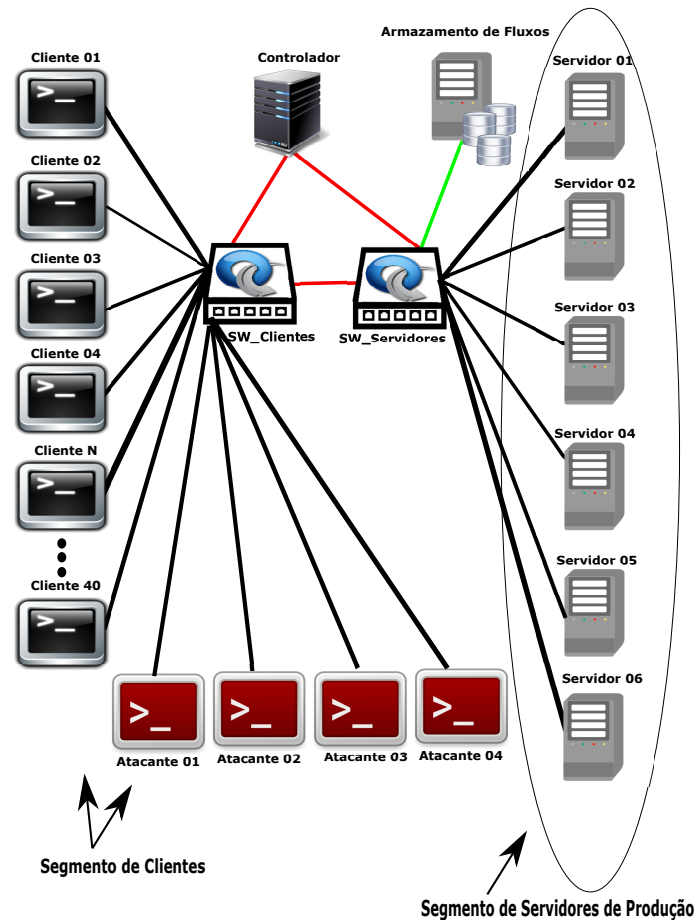 Armazamento de Fluxos
Cliente 01
Controlador
Servidor 01
>_
Cliente 02
Servidor 02
>_
Cliente 03
Servidor 03
>_
SW_Clientes
SW_Servidores
Cliente 04
>_
Servidor 04
Cliente N
>_
Servidor 05
Cliente 40
>_
Servidor 06
>_ >_ >_ >_
Atacante 01 Atacante 02 Atacante 03 Atacante 04
Segmento de Clientes
Segmento de Servidores de Produção